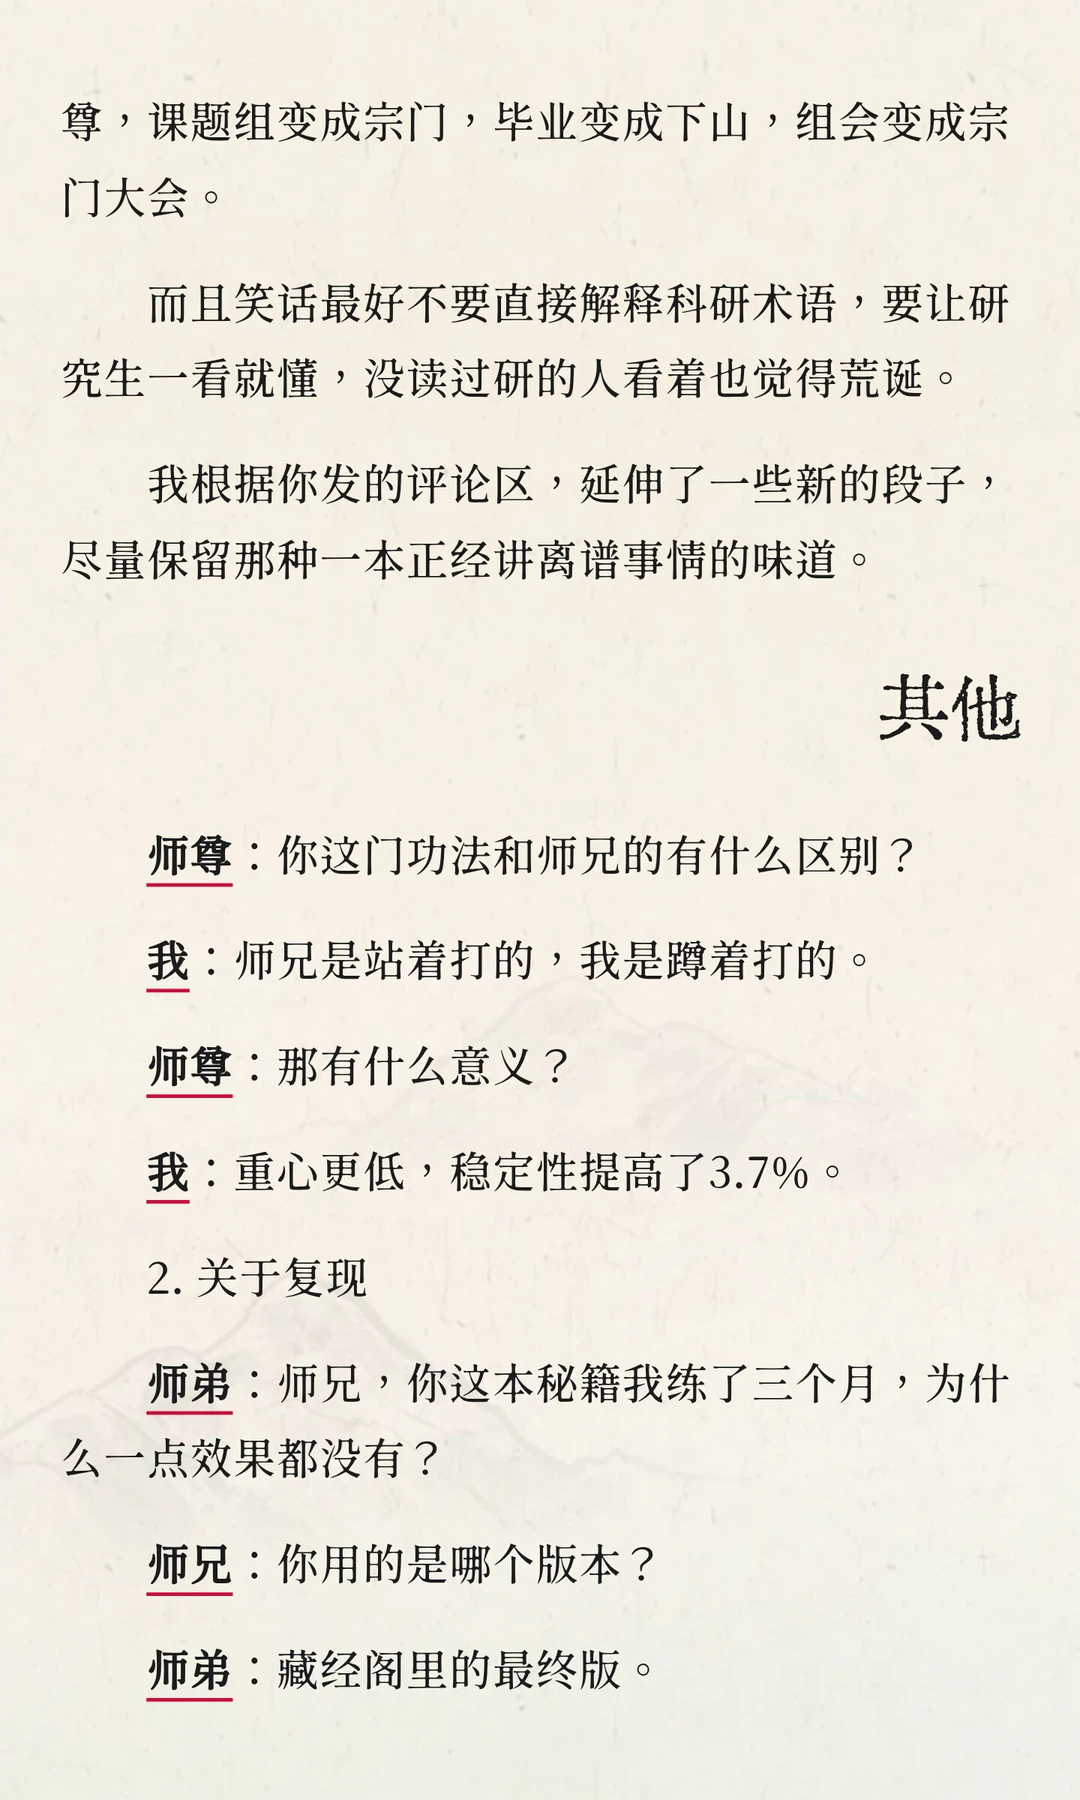 尊，课题组变成宗门，毕业变成下山，组会变成宗
门大会。
而且笑话最好不要直接解释科研术语，要让研
究生一看就懂，没读过研的人看着也觉得荒诞。
我根据你发的评论区，延伸了一些新的段子，
尽量保留那种一本正经讲离谱事情的味道。
其他
师尊：你这门功法和师兄的有什么区别？
我：师兄是站着打的，我是蹲着打的。
师尊：那有什么意义？
我：重心更低，稳定性提高了3.7%。
2. 关于复现
师弟：师兄，你这本秘籍我练了三个月，为什
么一点效果都没有？
师兄：你用的是哪个版本？
师弟：藏经阁里的最终版。